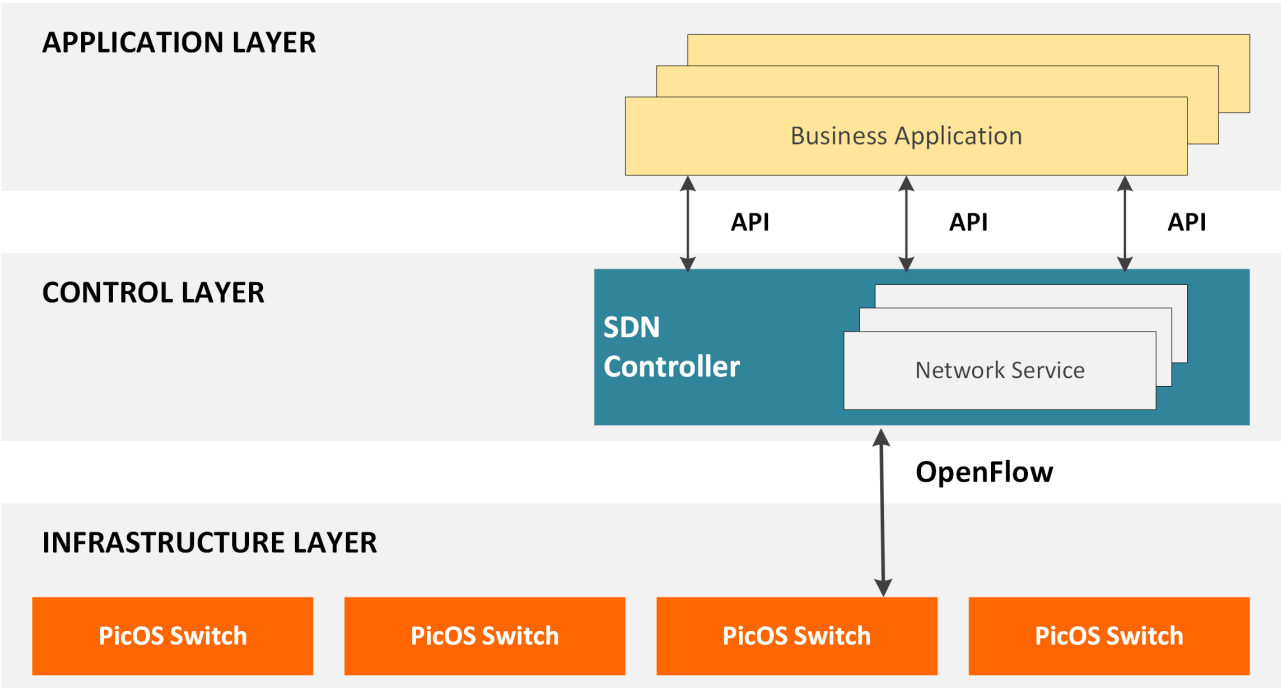 APPLICATION LAYER
Business Application
API
API
API
CONTROL LAYER
SDN
Controller
Network Service
OpenFlow
INFRASTRUCTURE LAYER
PicOS Switch
PicOS Switch
PicOS Switch
PicOS Switch